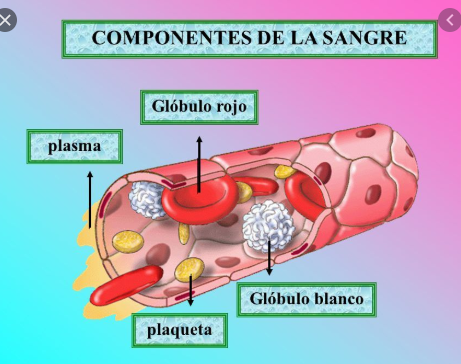 COMPONENTES DE LA SANGRE
Glóbulo rojo
plasma
Glóbulo blanco
plaqueta